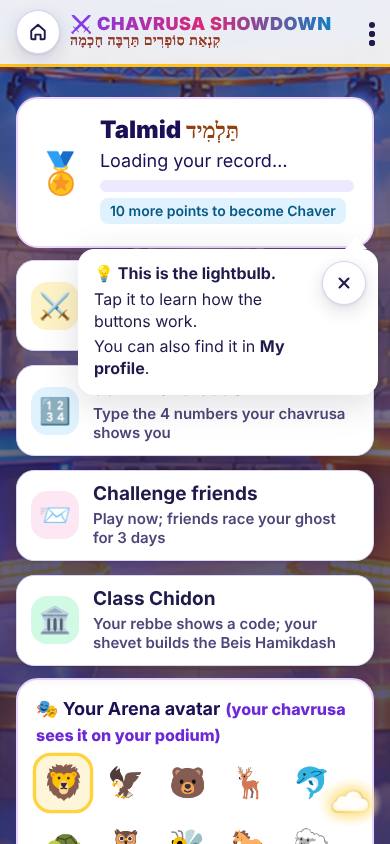 CHAVRUSA SHOWDOWN
קִנְאַת סוֹפְרִים תַּרְבֶּה חָכְמָה
Talmid תַּלְמִיד
Loading your record...
10 more points to become Chaver
This is the lightbulb.
Tap it to learn how the
buttons work.
You can also find it in My
profile.
1 2
3 4
Type the 4 numbers your chavrusa
shows you
Challenge friends
Play now; friends race your ghost
for 3 days
Class Chidon
Your rebbe shows a code; your
shevet builds the Beis Hamikdash
Your Arena avatar (your chavrusa
sees it on your podium)